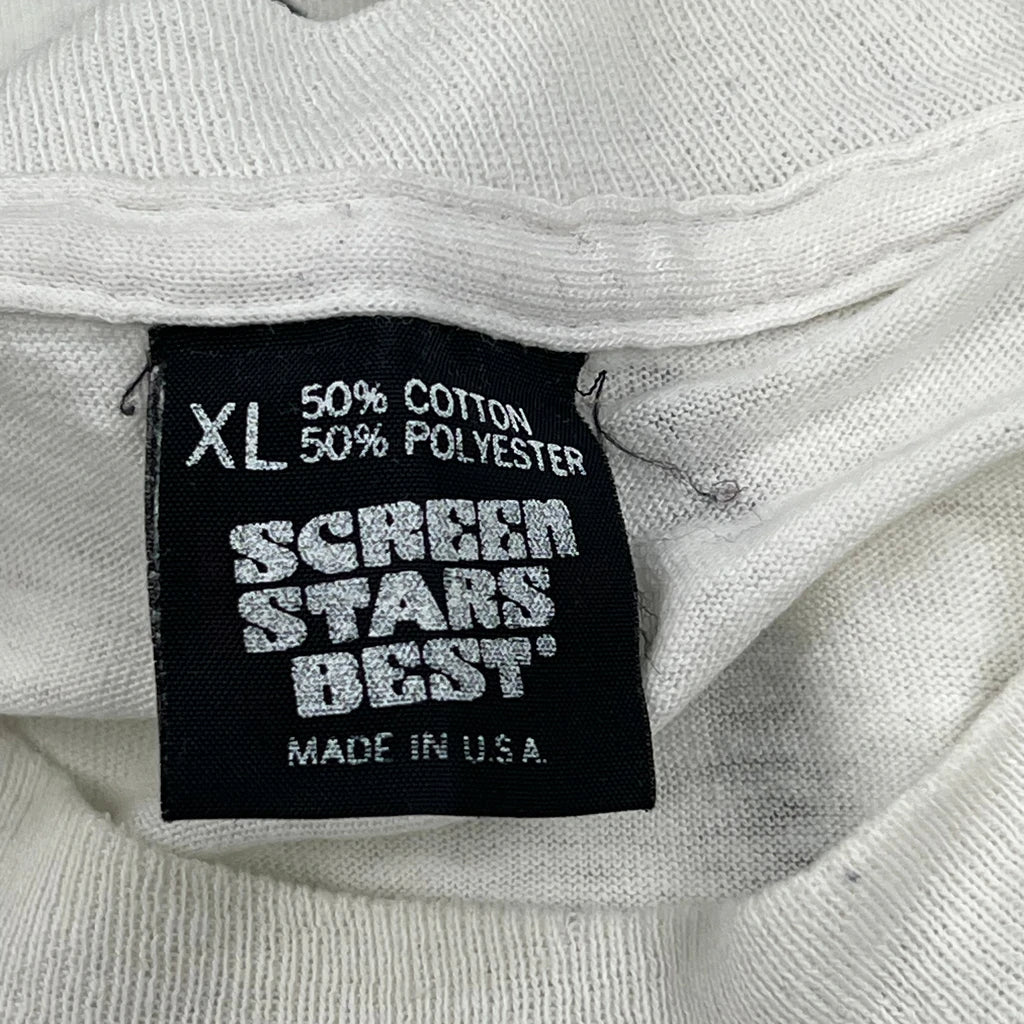 XL 50% COTTON
50% POLYESTER
SCREEN
STARS
BEST®
MADE IN U.S.A.